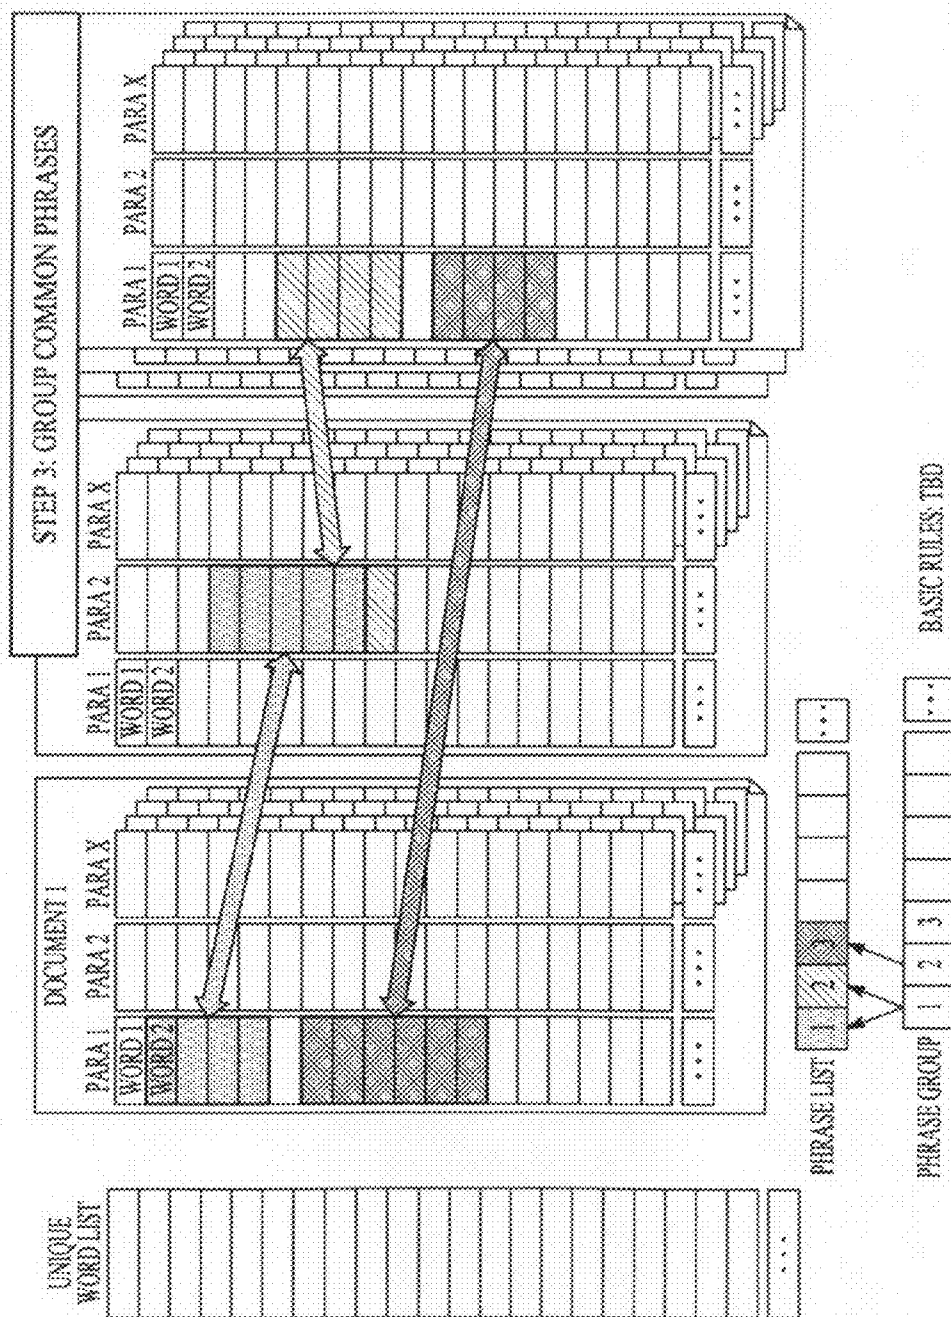 STEP 3: GROUP COMMON PHRASES
UNIQUE
WORD LIST
DOCUMENT 1
PARA 1 PARA 2 PARA X
WORD 1
WORD 2
...
... ... ...
PARA 1 PARA 2 PARA X
WORD 1
WORD 2
... ... ...
PARA 1 PARA 2 PARA X
WORD 1
WORD 2
... ... ...
PHRASE LIST 1 2 3 ...
PHRASE GROUP 1 2 3 ...
BASIC RULES: TBD